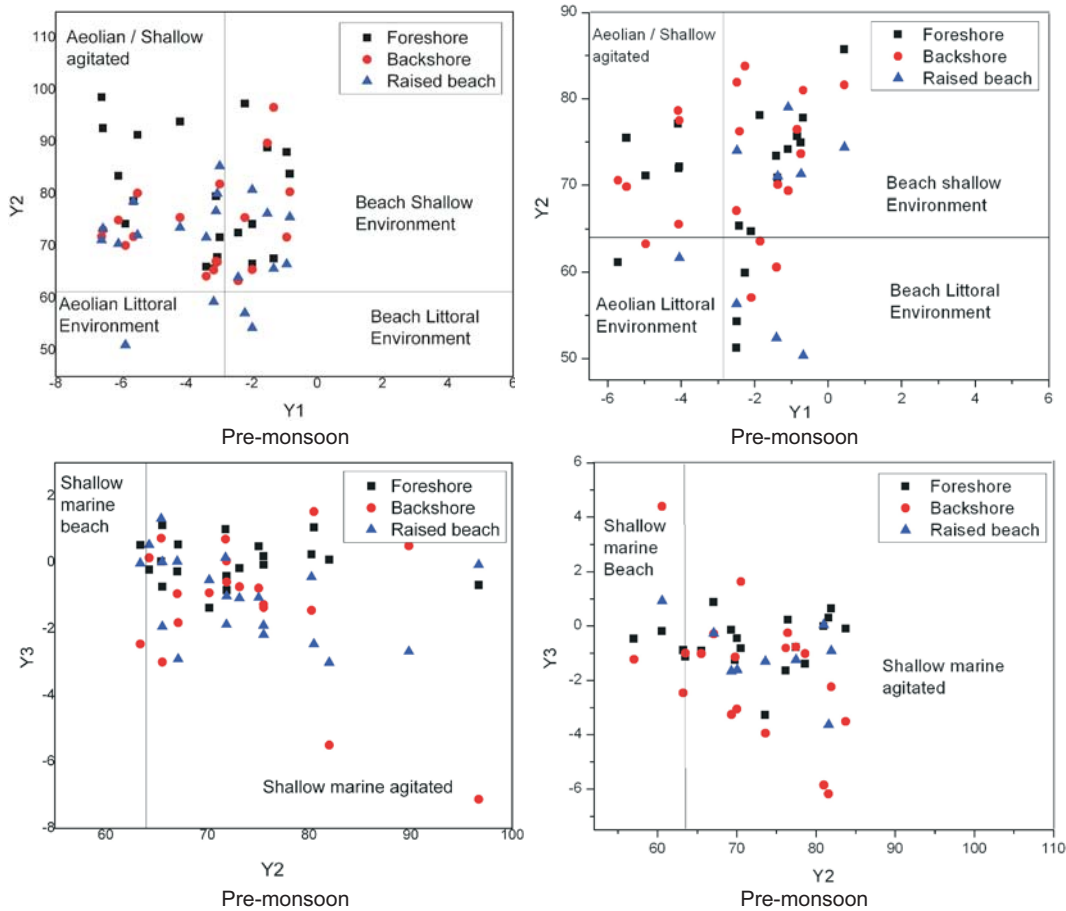 110
100
90
80
70
60
50
Y2
Aeolian / Shallow
agitated
Foreshore
Backshore
Raised beach
Beach Shallow
Environment
Aeolian Littoral
Environment
Beach Littoral
Environment
-8
-6
-4
-2
0
2
4
6
Y1
Pre-monsoon
90
80
70
60
50
Y2
Aeolian / Shallow
agitated
Foreshore
Backshore
Raised beach
Beach shallow
Environment
Aeolian Littoral
Environment
Beach Littoral
Environment
-6
-4
-2
0
2
4
6
Y1
Pre-monsoon
3
2
0
-2
-4
-6
-8
Y3
Shallow
marine
beach
Foreshore
Backshore
Raised beach
Shallow marine agitated
60
70
80
90
100
Y2
Pre-monsoon
6
4
2
0
-2
-4
-6
Y3
Shallow
marine
Beach
Foreshore
Backshore
Raised beach
Shallow marine
agitated
60
70
80
90
100
110
Y2
Pre-monsoon